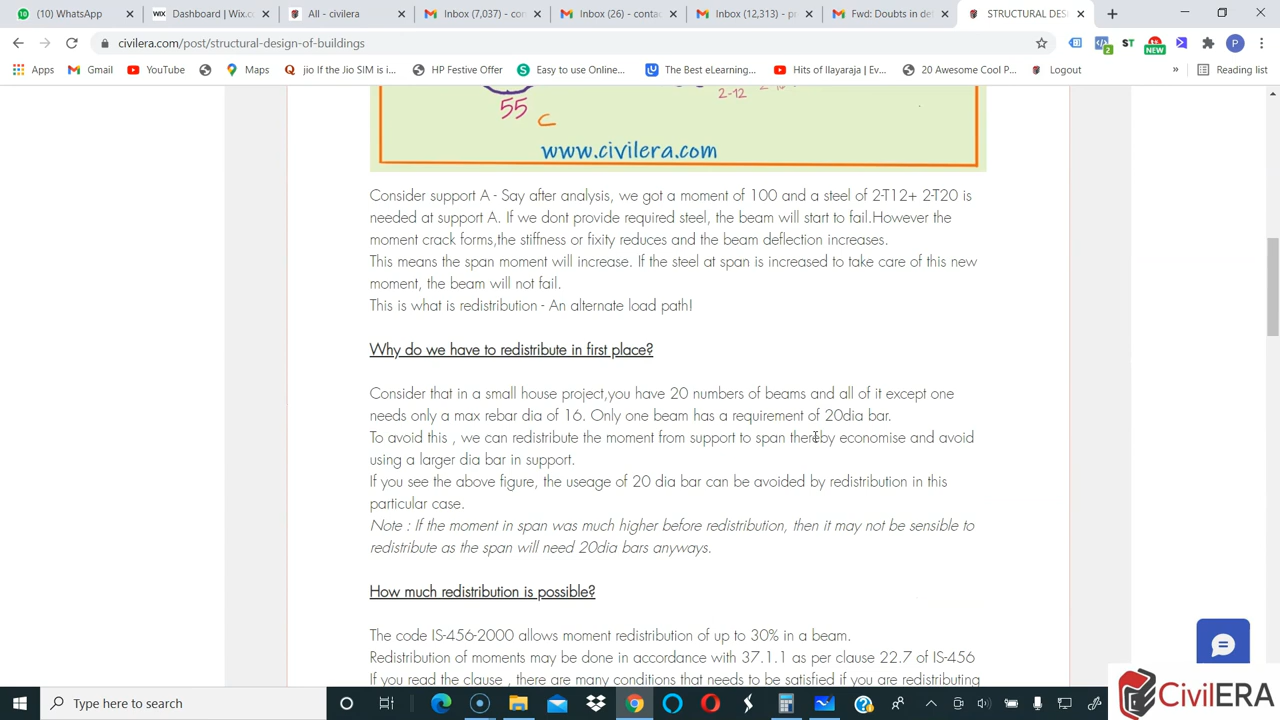 (10) WhatsApp
Dashboard | Wix.c
All - civilera
Inbox (7,037) - co
Inbox (26) - conta
Inbox (12,313) - p
Fwd: Doubts in de
STRUCTURAL DES
civilera.com/post/structural-design-of-buildings
Apps
Gmail
YouTube
Maps
jio If the Jio SIM is i...
HP Festive Offer
Easy to use Online...
The Best eLearning...
Hits of Ilayaraja | Ev...
20 Awesome Cool P...
Logout
»
Reading list
2
ST
NEW
P
2-12
55
C
www.civilera.com
Consider support A - Say after analysis, we got a moment of 100 and a steel of 2-T12+ 2-T20 is
needed at support A. If we dont provide required steel, the beam will start to fail.However the
moment crack forms,the stiffness or fixity reduces and the beam deflection increases.
This means the span moment will increase. If the steel at span is increased to take care of this new
moment, the beam will not fail.
This is what is redistribution - An alternate load path!
Why do we have to redistribute in first place?
Consider that in a small house project,you have 20 numbers of beams and all of it except one
needs only a max rebar dia of 16. Only one beam has a requirement of 20dia bar.
To avoid this , we can redistribute the moment from support to span thereby economise and avoid
using a larger dia bar in support.
If you see the above figure, the useage of 20 dia bar can be avoided by redistribution in this
particular case.
Note : If the moment in span was much higher before redistribution, then it may not be sensible to
redistribute as the span will need 20dia bars anyways.
How much redistribution is possible?
The code IS-456-2000 allows moment redistribution of up to 30% in a beam.
Redistribution of moments may be done in accordance with 37.1.1 as per clause 22.7 of IS-456
If you read the clause , there are many conditions that needs to be satisfied if you are redistributing
Type here to search
CivilERA